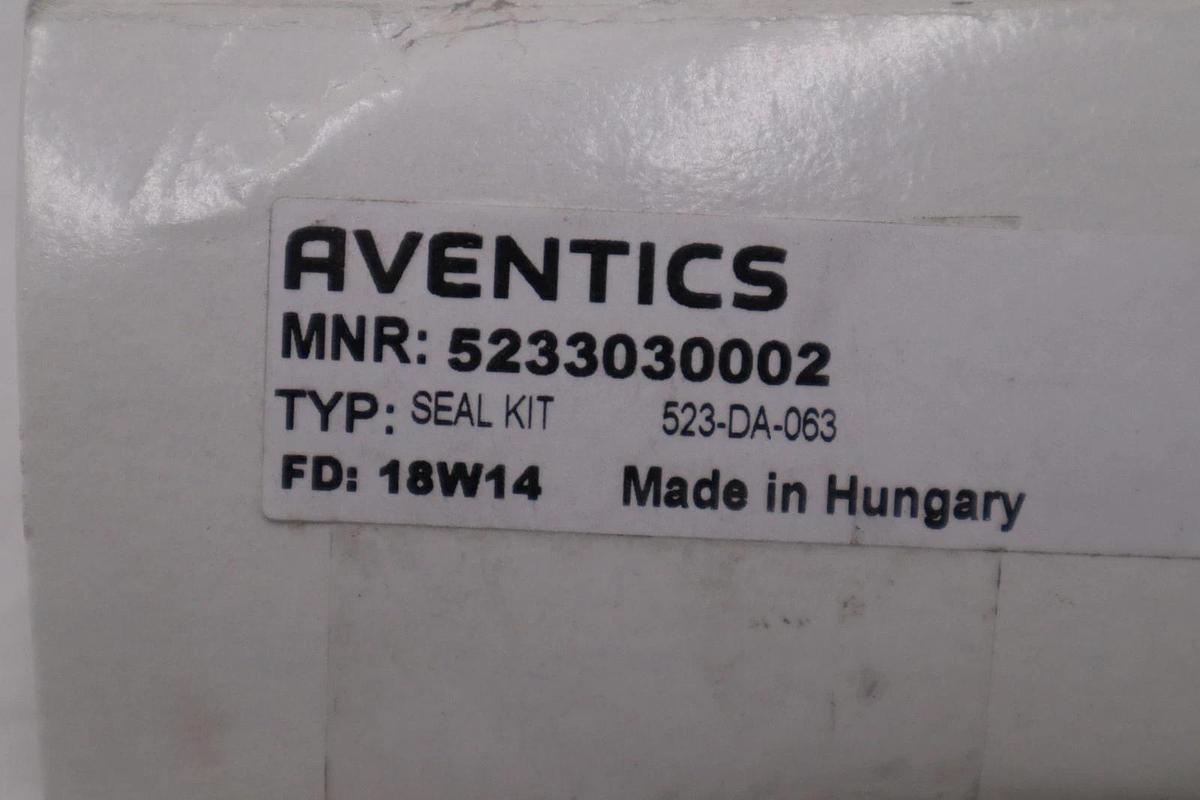 AVENTICS
MNR: 5233030002
TYP: SEAL KIT 523-DA-063
FD: 18W14 Made in Hungary